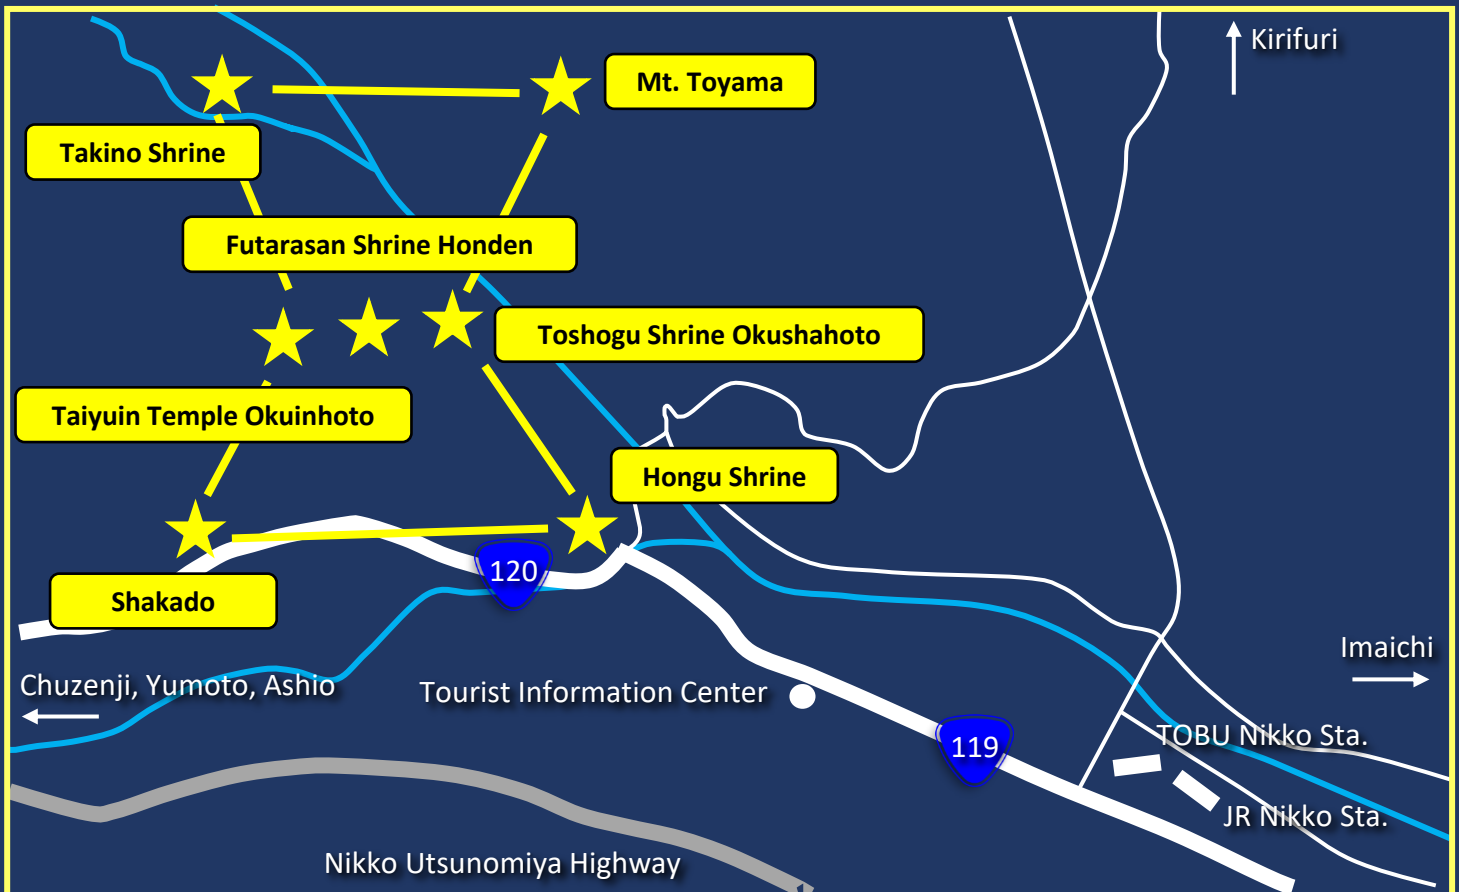 Kirifuri
Mt. Toyama
Takino Shrine
Futarasan Shrine Honden
Toshogu Shrine Okushahoto
Taiyuin Temple Okuinhoto
Hongu Shrine
120
Shakado
Imaichi
Chuzenji, Yumoto, Ashio
Tourist Information Center
119
TOBU Nikko Sta.
JR Nikko Sta.
Nikko Utsunomiya Highway